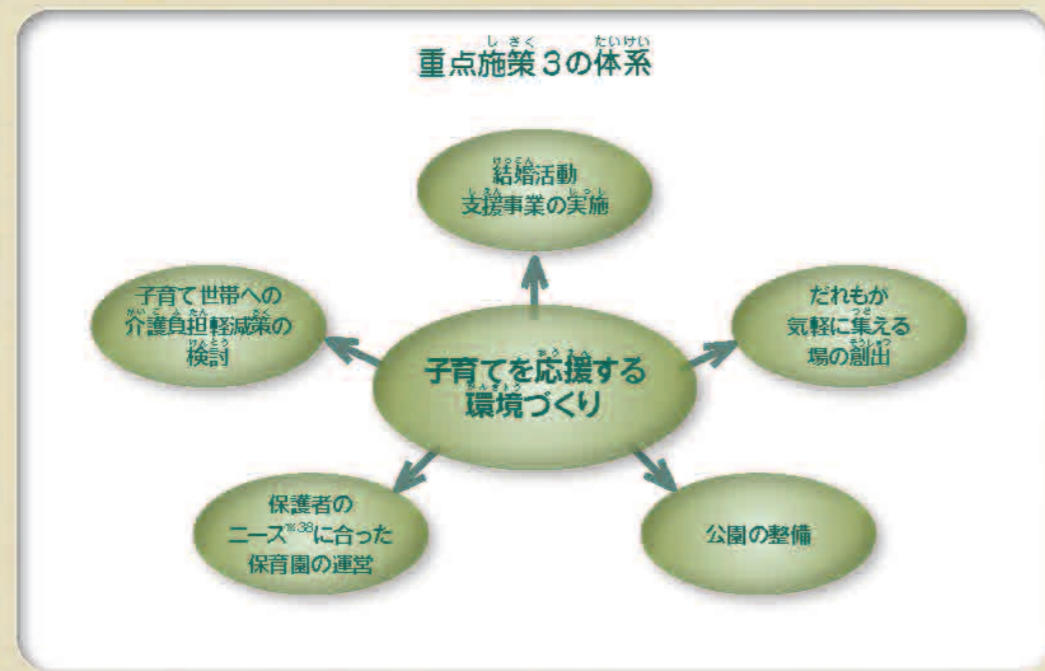 重点施策３の体系
結婚活動
支援事業の実施
子育て世帯への
介護負担軽減策の
検討
だれもが
気軽に集える
場の創出
子育てを応援する
環境づくり
保護者の
ニーズ※38に合った
保育園の運営
公園の整備